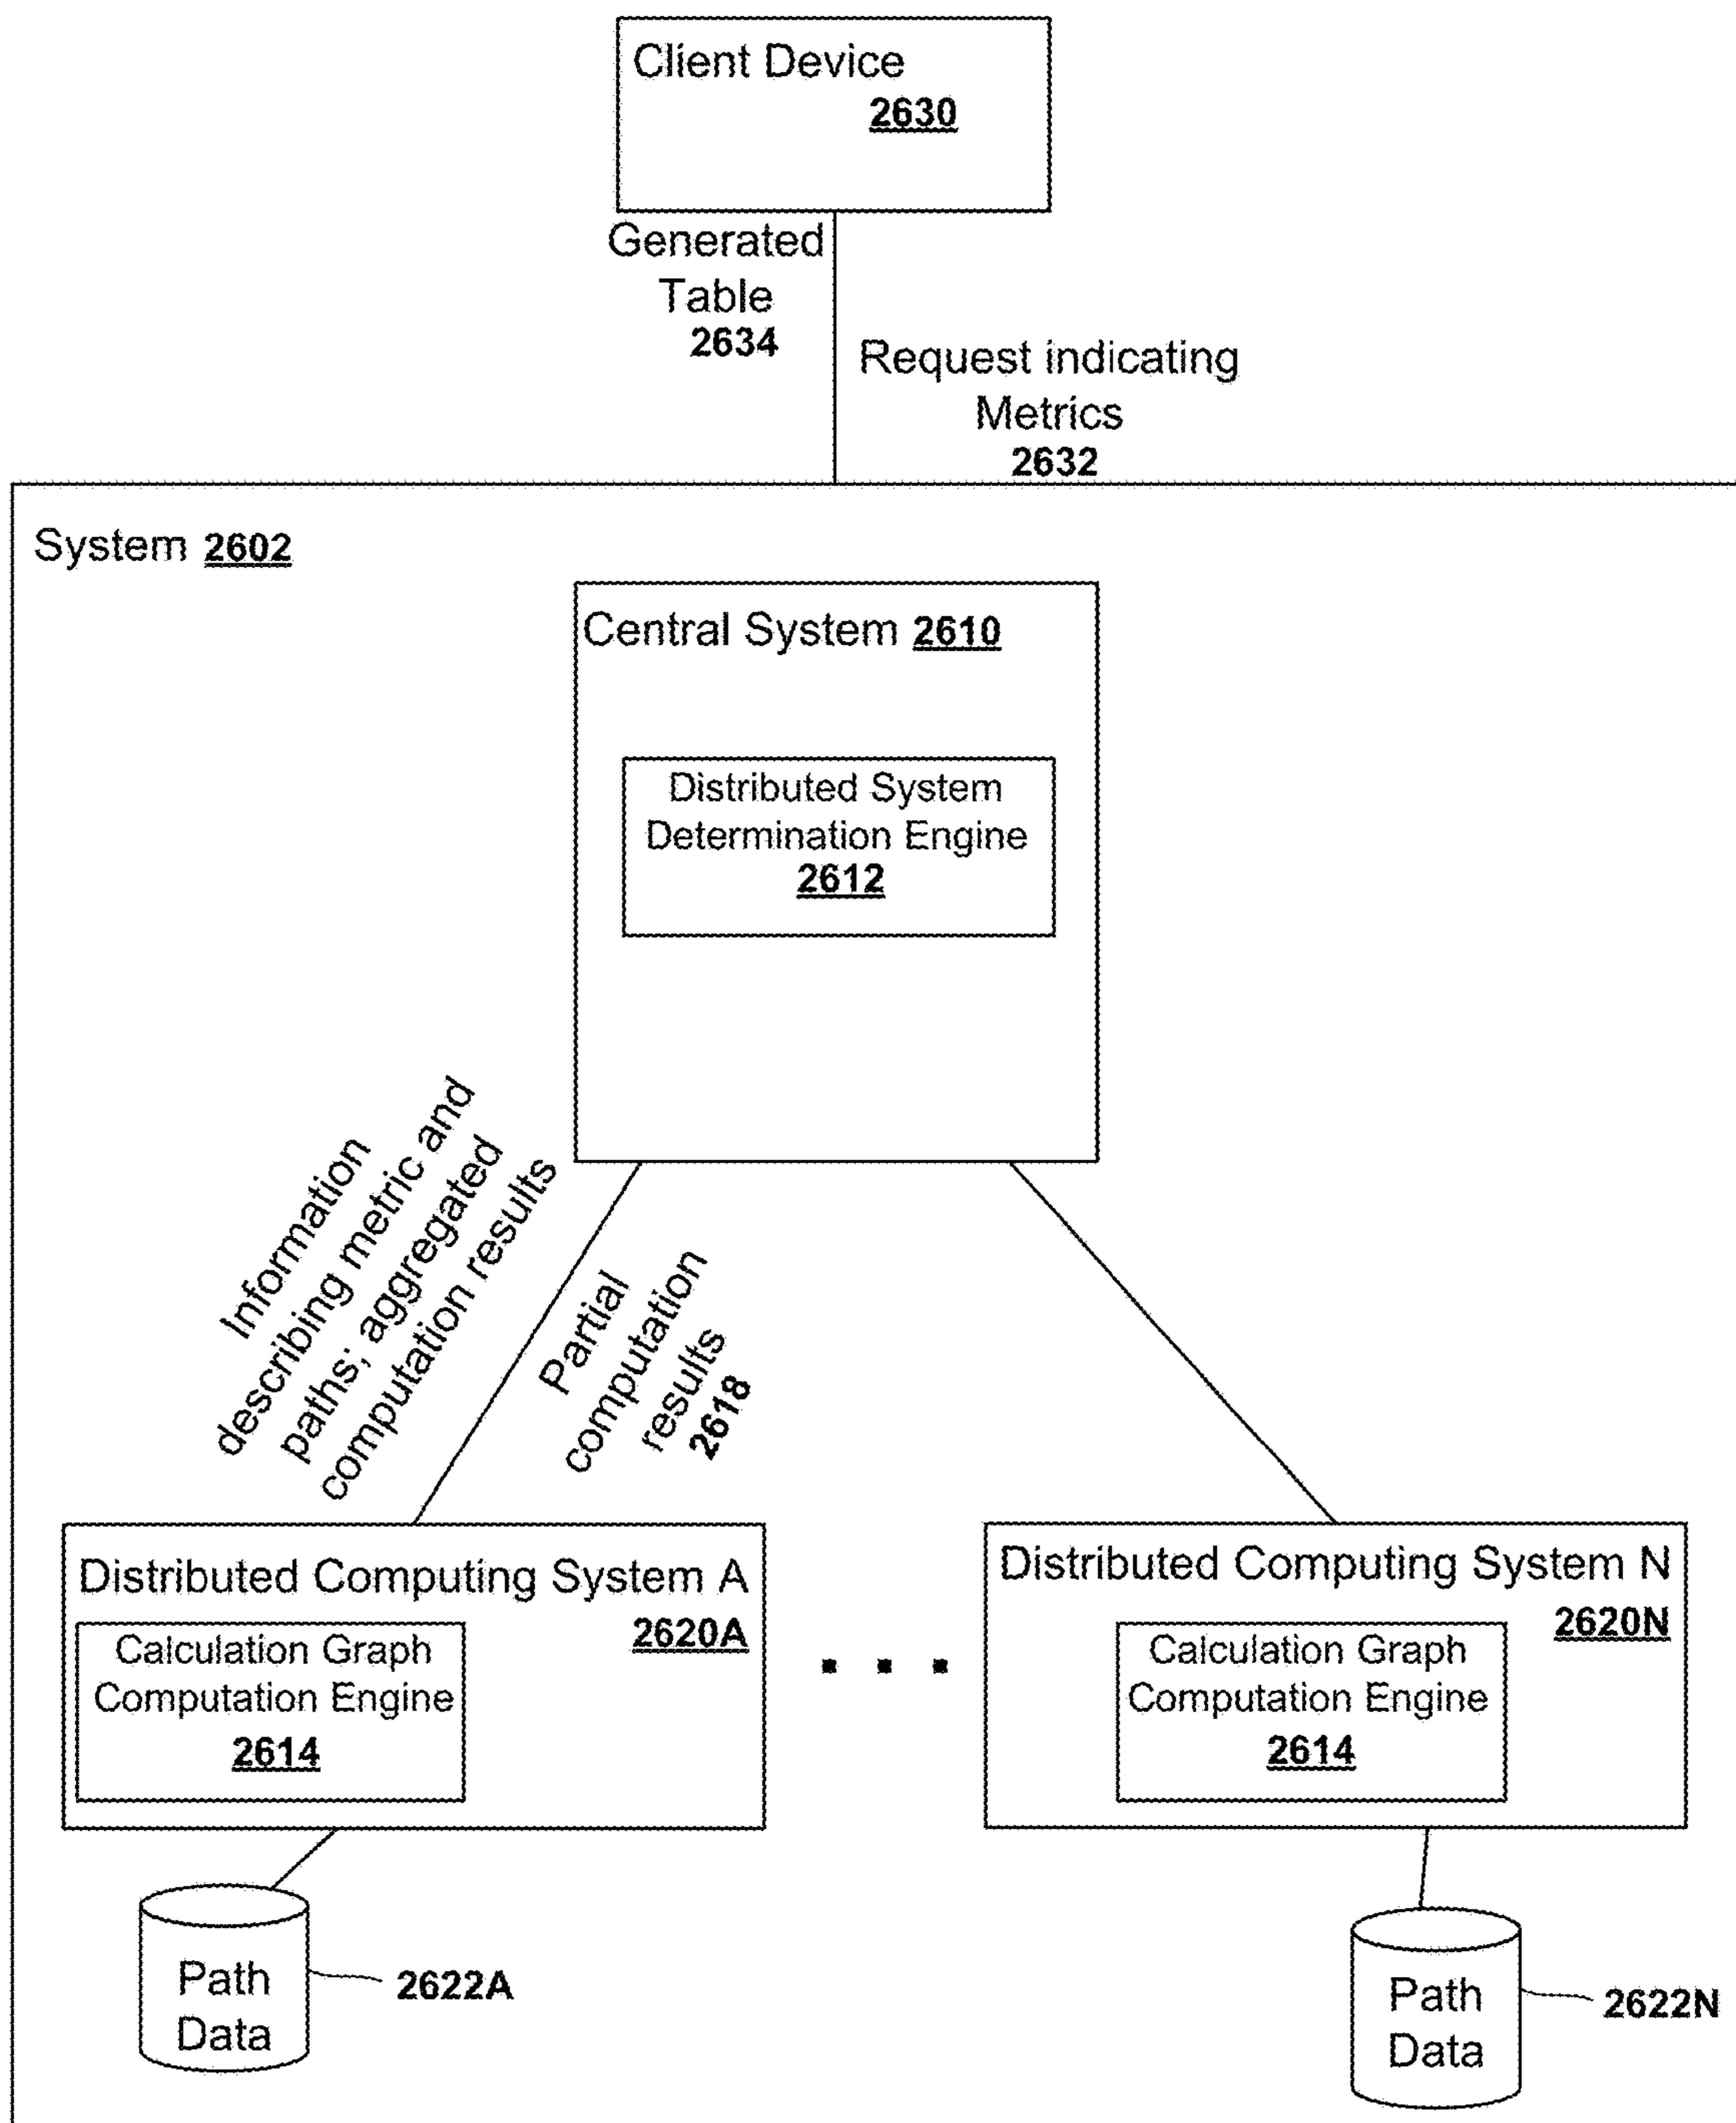 Client Device
2630
Generated
Table
2634
Request indicating
Metrics
2632
System 2602
Central System 2610
Distributed System
Determination Engine
2612
Information
describing metric and
paths; aggregated
computation results
Partial
computation
results
2618
Distributed Computing System A
2620A
Calculation Graph
Computation Engine
2614
Distributed Computing System N
2620N
Calculation Graph
Computation Engine
2614
Path
Data
2622A
Path
Data
2622N